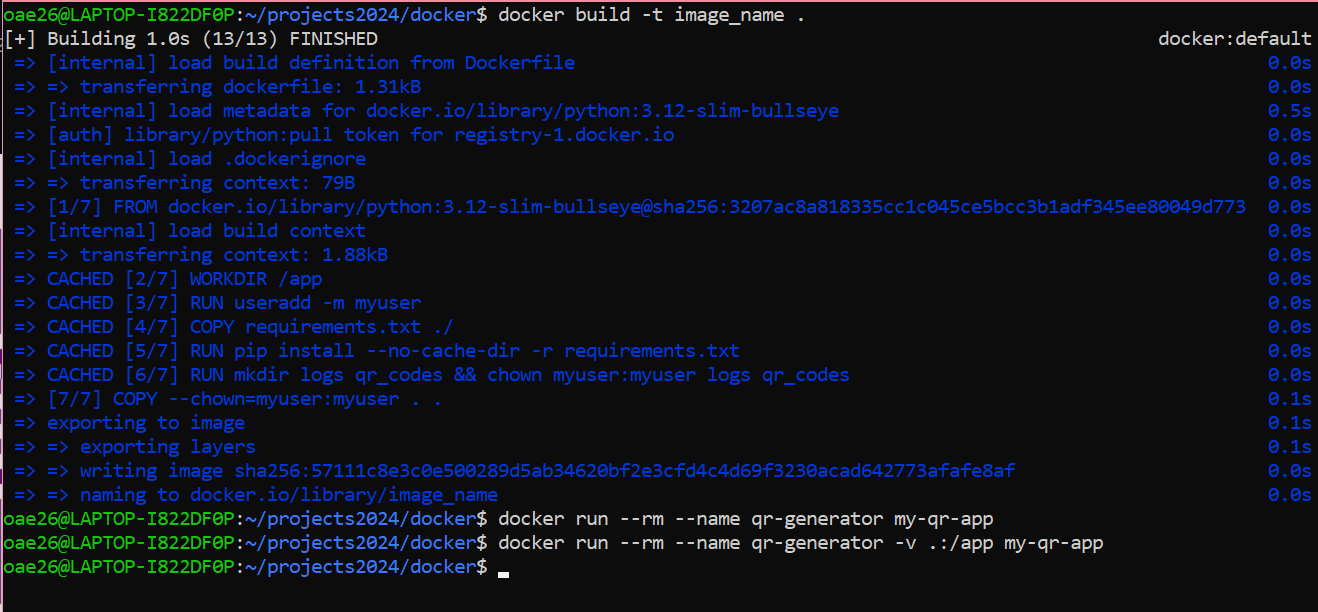 oae26@LAPTOP-I822DF0P:~/projects2024/docker$ docker build -t image_name .
[+] Building 1.0s (13/13) FINISHED docker:default
=> [internal] load build definition from Dockerfile 0.0s
=> => transferring dockerfile: 1.31kB 0.0s
=> [internal] load metadata for docker.io/library/python:3.12-slim-bullseye 0.5s
=> [auth] library/python:pull token for registry-1.docker.io 0.0s
=> [internal] load .dockerignore 0.0s
=> => transferring context: 79B 0.0s
=> [1/7] FROM docker.io/library/python:3.12-slim-bullseye@sha256:3207ac8a818335cc1c045ce5bcc3b1adf345ee80049d773 0.0s
=> [internal] load build context 0.0s
=> => transferring context: 1.88kB 0.0s
=> CACHED [2/7] WORKDIR /app 0.0s
=> CACHED [3/7] RUN useradd -m myuser 0.0s
=> CACHED [4/7] COPY requirements.txt ./ 0.0s
=> CACHED [5/7] RUN pip install --no-cache-dir -r requirements.txt 0.0s
=> CACHED [6/7] RUN mkdir logs qr_codes && chown myuser:myuser logs qr_codes 0.0s
=> [7/7] COPY --chown=myuser:myuser . . 0.1s
=> exporting to image 0.1s
=> => exporting layers 0.1s
=> => writing image sha256:57111c8e3c0e500289d5ab34620bf2e3cfd4c4d69f3230acad642773afafe8af 0.0s
=> => naming to docker.io/library/image_name 0.0s
oae26@LAPTOP-I822DF0P:~/projects2024/docker$ docker run --rm --name qr-generator my-qr-app
oae26@LAPTOP-I822DF0P:~/projects2024/docker$ docker run --rm --name qr-generator -v .:/app my-qr-app
oae26@LAPTOP-I822DF0P:~/projects2024/docker$